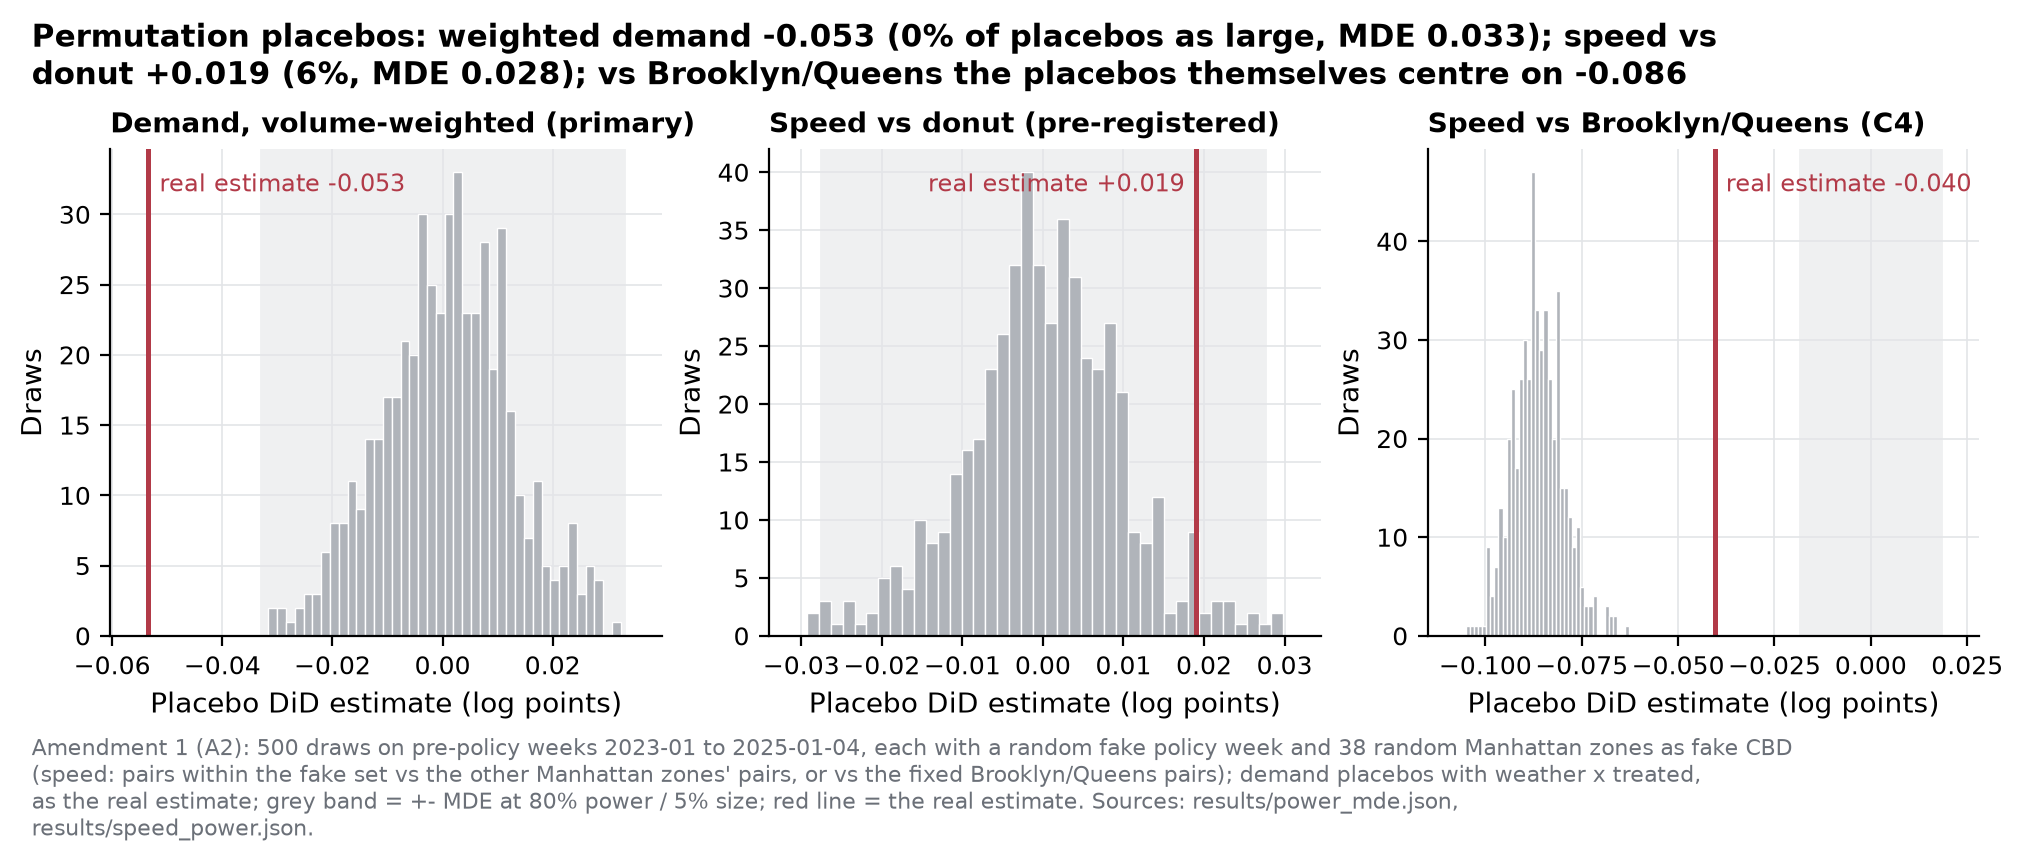 Permutation placebos: weighted demand -0.053 (0% of placebos as large, MDE 0.033); speed vs
donut +0.019 (6%, MDE 0.028); vs Brooklyn/Queens the placebos themselves centre on -0.086
Demand, volume-weighted (primary)
real estimate -0.053
Draws
30
25
20
15
10
5
0
−0.06 −0.04 −0.02 0.00 0.02
Placebo DiD estimate (log points)
Speed vs donut (pre-registered)
real estimate +0.019
Draws
40
35
30
25
20
15
10
5
0
−0.03 −0.02 −0.01 0.00 0.01 0.02 0.03
Placebo DiD estimate (log points)
Speed vs Brooklyn/Queens (C4)
real estimate -0.040
Draws
40
30
20
10
0
−0.100 −0.075 −0.050 −0.025 0.000 0.025
Placebo DiD estimate (log points)
Amendment 1 (A2): 500 draws on pre-policy weeks 2023-01 to 2025-01-04, each with a random fake policy week and 38 random Manhattan zones as fake CBD
(speed: pairs within the fake set vs the other Manhattan zones' pairs, or vs the fixed Brooklyn/Queens pairs); demand placebos with weather x treated,
as the real estimate; grey band = +- MDE at 80% power / 5% size; red line = the real estimate. Sources: results/power_mde.json,
results/speed_power.json.